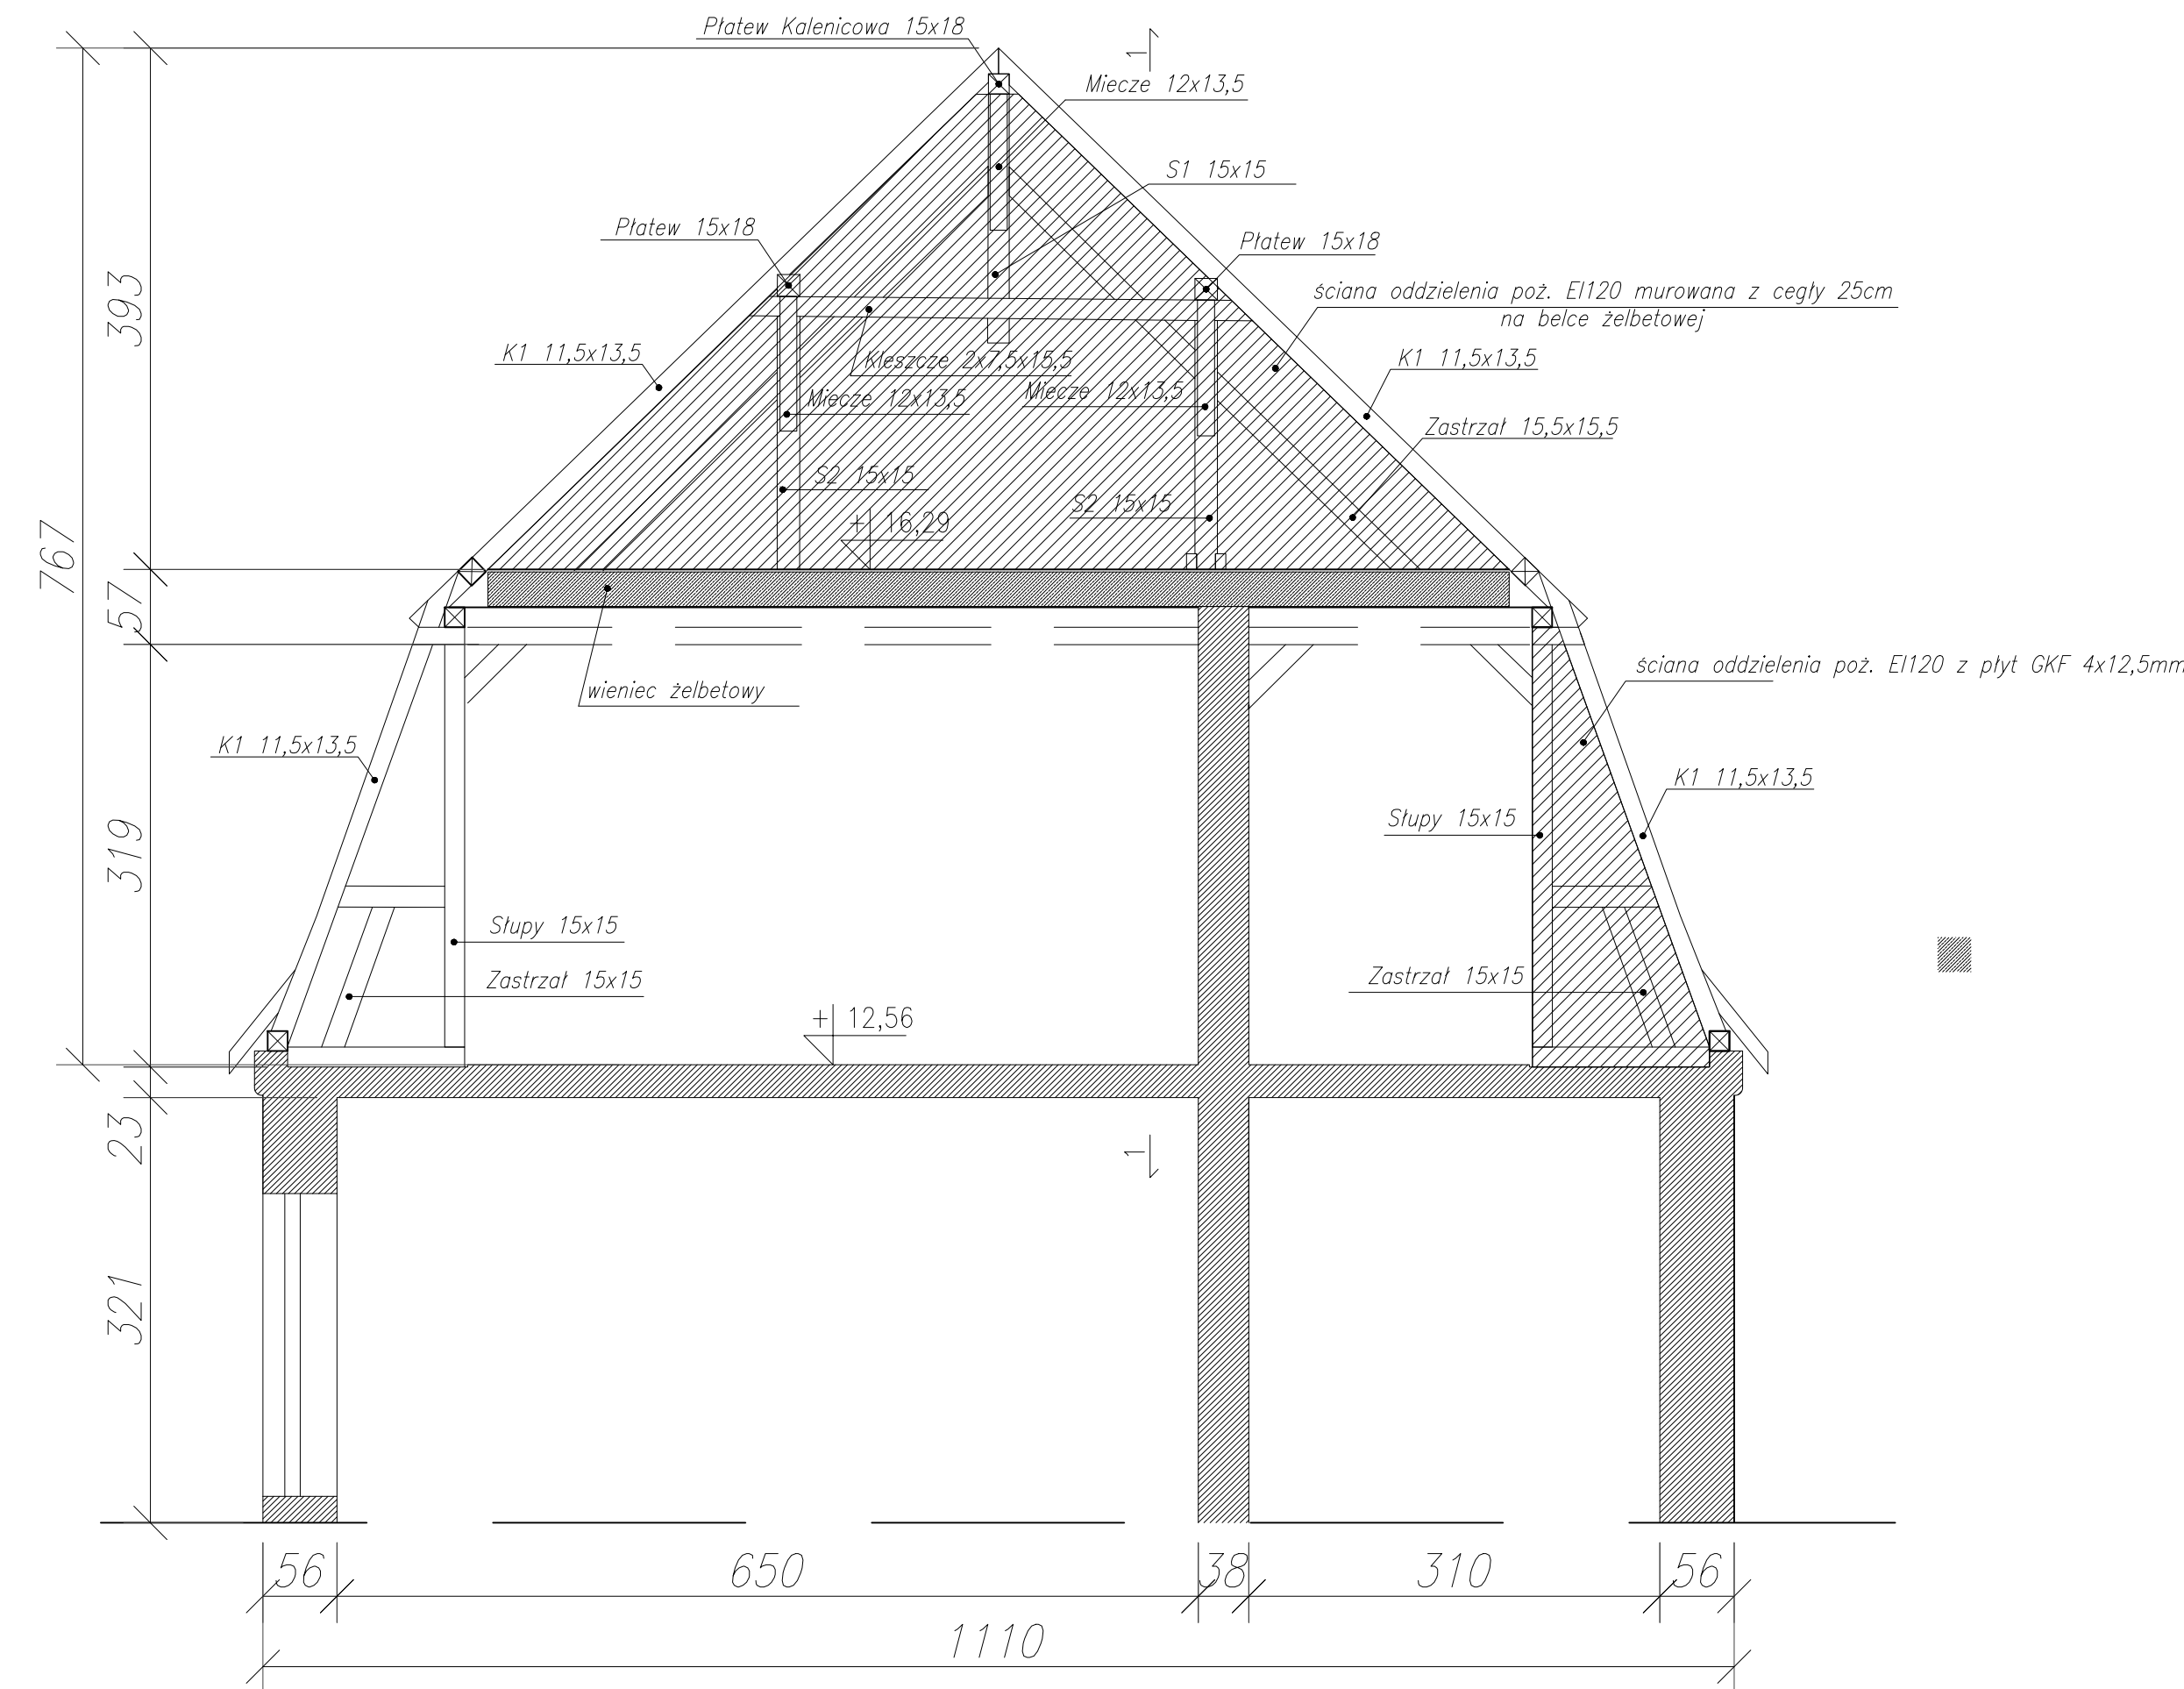 Płatew Kalenicowa 15x18
1
Miecze 12x13,5
S1 15x15
Płatew 15x18
Płatew 15x18
ściana oddzielenia poż. EI120 murowana z cegły 25cm
na belce żelbetowej
393
K1 11,5x13,5
Kleszcze 2x7,5x15,5
K1 11,5x13,5
Miecze 12x13,5
Miecze 12x13,5
Zastrzał 15,5x15,5
S2 15x15
S2 15x15
+ 16,29
767
57
wieniec żelbetowy
ściana oddzielenia poż. EI120 z płyt GKF 4x12,5mm
K1 11,5x13,5
K1 11,5x13,5
319
Słupy 15x15
Słupy 15x15
Zastrzał 15x15
Zastrzał 15x15
+ 12,56
23
1
321
56
650
38
310
56
1110